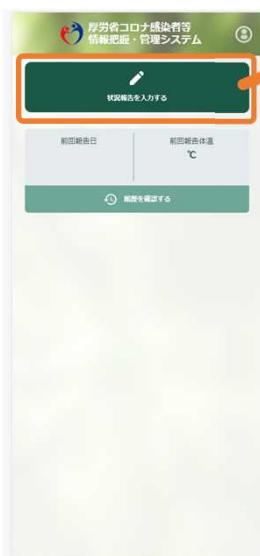 厚労省コロナ感染者等
情報把握・管理システム
状況報告を入力する
前回報告日
前回報告体温
℃
履歴を確認する